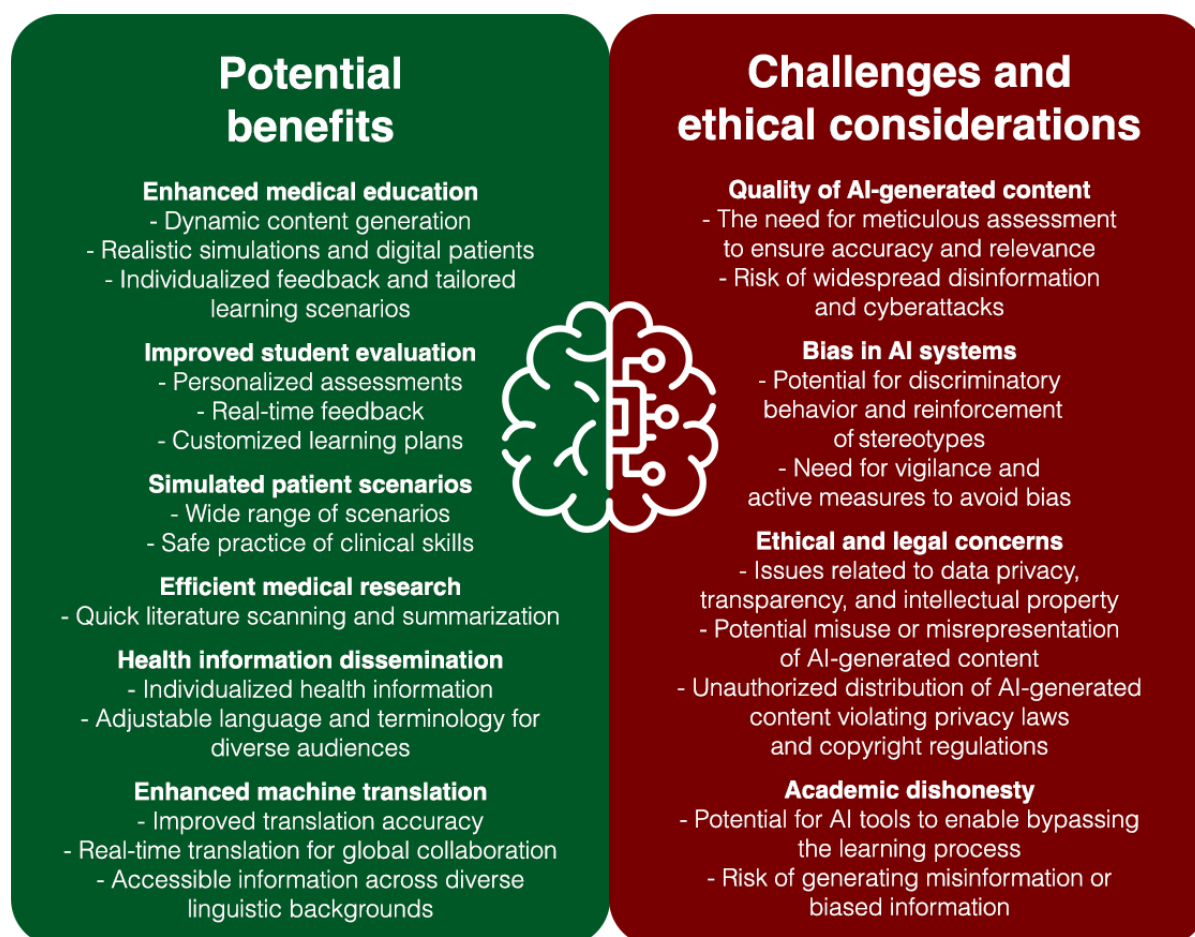 Potential
benefits
Enhanced medical education
- Dynamic content generation
- Realistic simulations and digital patients
- Individualized feedback and tailored
learning scenarios
Improved student evaluation
- Personalized assessments
- Real-time feedback
- Customized learning plans
Simulated patient scenarios
- Wide range of scenarios
- Safe practice of clinical skills
Efficient medical research
- Quick literature scanning and summarization
Health information dissemination
- Individualized health information
- Adjustable language and terminology for
diverse audiences
Enhanced machine translation
- Improved translation accuracy
- Real-time translation for global collaboration
- Accessible information across diverse
linguistic backgrounds
Challenges and
ethical considerations
Quality of AI-generated content
- The need for meticulous assessment
to ensure accuracy and relevance
- Risk of widespread disinformation
and cyberattacks
Bias in AI systems
- Potential for discriminatory
behavior and reinforcement
of stereotypes
- Need for vigilance and
active measures to avoid bias
Ethical and legal concerns
- Issues related to data privacy,
transparency, and intellectual property
- Potential misuse or misrepresentation
of AI-generated content
- Unauthorized distribution of AI-generated
content violating privacy laws
and copyright regulations
Academic dishonesty
- Potential for AI tools to enable bypassing
the learning process
- Risk of generating misinformation or
biased information